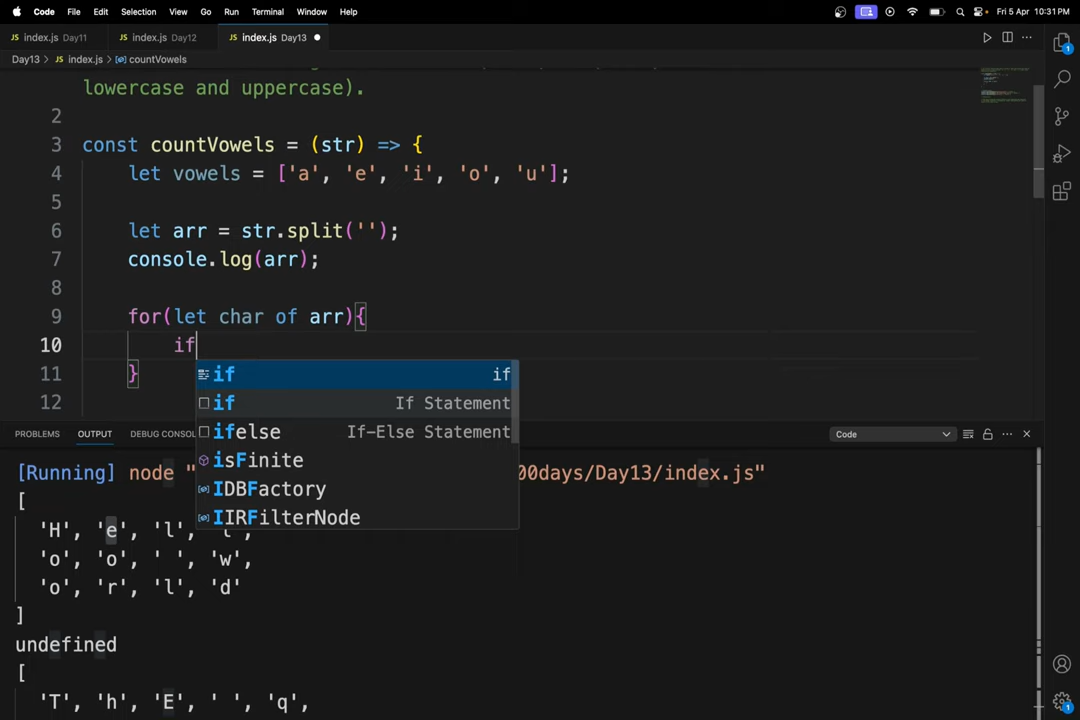 Code File Edit Selection View Go Run Terminal Window Help Fri 5 Apr 10:31 PM
index.js Day11 index.js Day12 index.js Day13
Day13 > index.js > countVowels
lowercase and uppercase).
2
3 const countVowels = (str) => {
4 let vowels = ['a', 'e', 'i', 'o', 'u'];
5
6 let arr = str.split('');
7 console.log(arr);
8
9 for(let char of arr){
10 if
11 }
12
if if
if If Statement
ifelse If-Else Statement
isFinite
IDBFactory
IIRFilterNode
PROBLEMS OUTPUT DEBUG CONSOL Code
[Running] node " 00days/Day13/index.js"
[
'H', 'e', 'l', 'l',
'o', 'o', ' ', 'w',
'o', 'r', 'l', 'd'
]
undefined
[
'T', 'h', 'E', ' ', 'q',